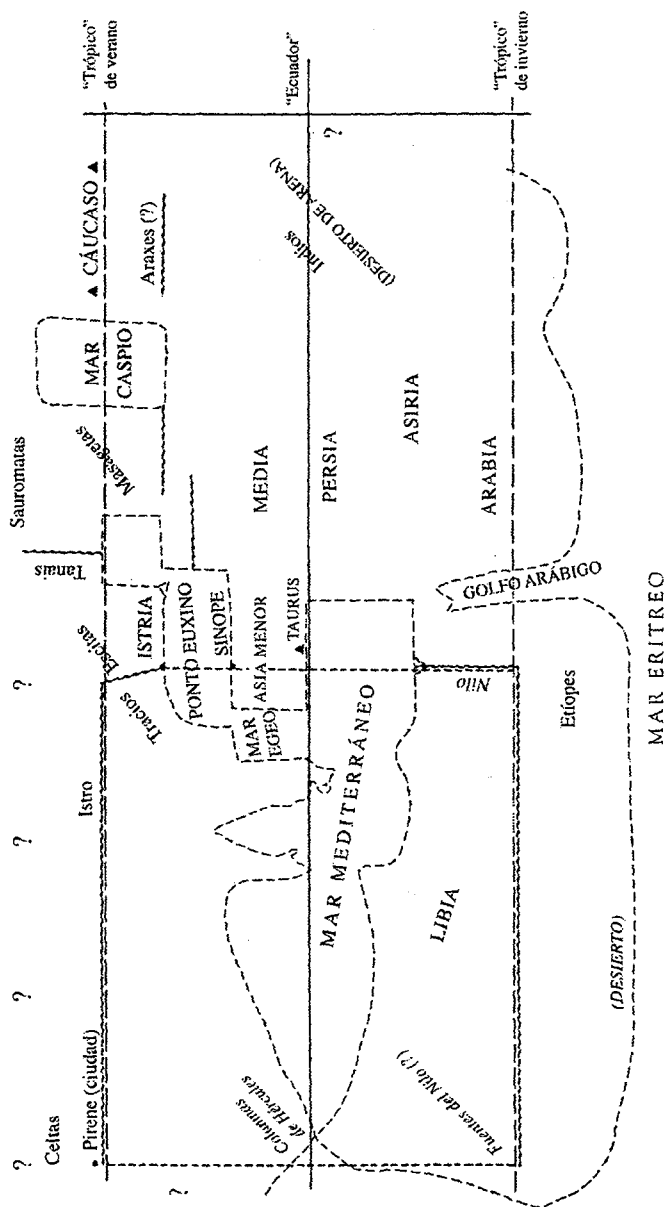 ? ? ? ?
Celtas
Pirene (ciudad)
Istro
Tracios
Escitas
Tanais
Sauromatas
Masagetas
MAR
CASPIO
▲ CÁUCASO ▲
Araxes (?)
“Trópico”
de verano
?
ISTRIA
PONTO EUXINO
SINOPE
MAR
EGEO
ASIA MENOR
TAURUS
MEDIA
Columnas
de Hércules
MAR MEDITERRÁNEO
PERSIA
Indios
(DESIERTO DE ARENA)
?
“Ecuador”
ASIRIA
LIBIA
Nilo
ARABIA
Fuentes del Nilo (?)
GOLFO ARÁBIGO
“Trópico”
de invierno
Etíopes
(DESIERTO)
MAR ERITREO